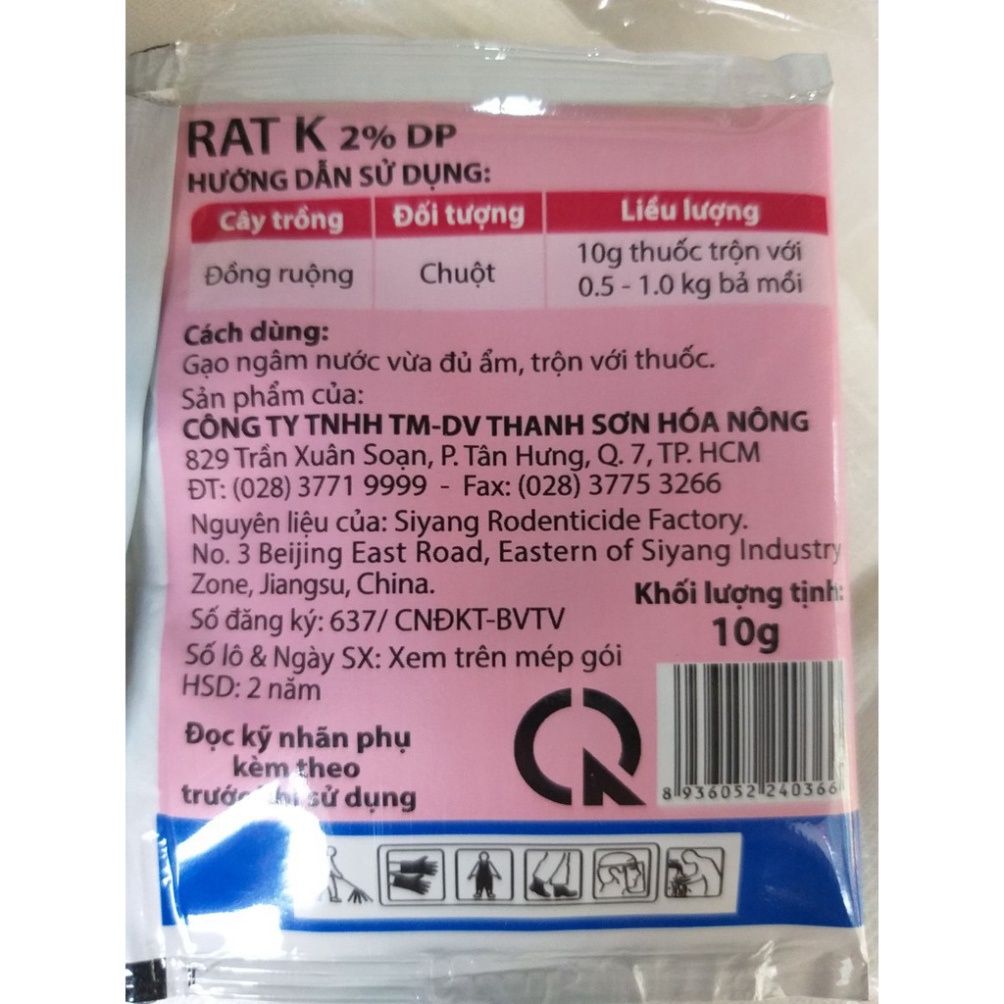 RAT K 2% DP
HƯỚNG DẪN SỬ DỤNG:
Cây trồng Đối tượng Liều lượng
Đồng ruộng Chuột 10g thuốc trộn với
0.5 - 1.0 kg bả mồi
Cách dùng:
Gạo ngâm nước vừa đủ ẩm, trộn với thuốc.
Sản phẩm của:
CÔNG TY TNHH TM-DV THANH SƠN HÓA NÔNG
829 Trần Xuân Soạn, P. Tân Hưng, Q. 7, TP. HCM
ĐT: (028) 3771 9999 - Fax: (028) 3775 3266
Nguyên liệu của: Siyang Rodenticide Factory.
No. 3 Beijing East Road, Eastern of Siyang Industry
Zone, Jiangsu, China.
Khối lượng tịnh:
10g
Số đăng ký: 637/ CNĐKT-BVTV
Số lô & Ngày SX: Xem trên mép gói
HSD: 2 năm
Đọc kỹ nhãn phụ
kèm theo
sử dụng
8 936052 240366